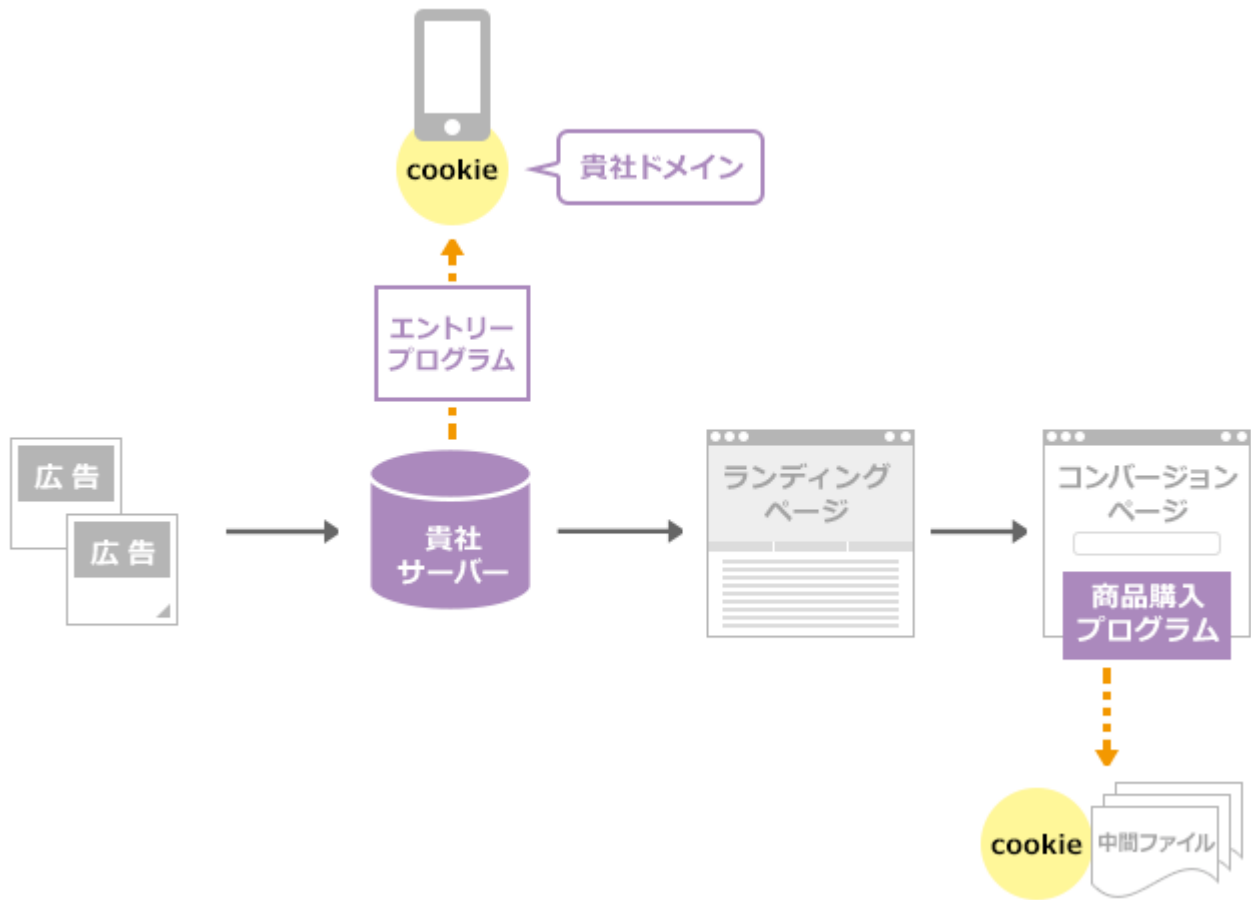 cookie
貴社ドメイン
エントリー
プログラム
広告
広告
貴社
サーバー
ランディング
ページ
コンバージョン
ページ
商品購入
プログラム
cookie
中間ファイル